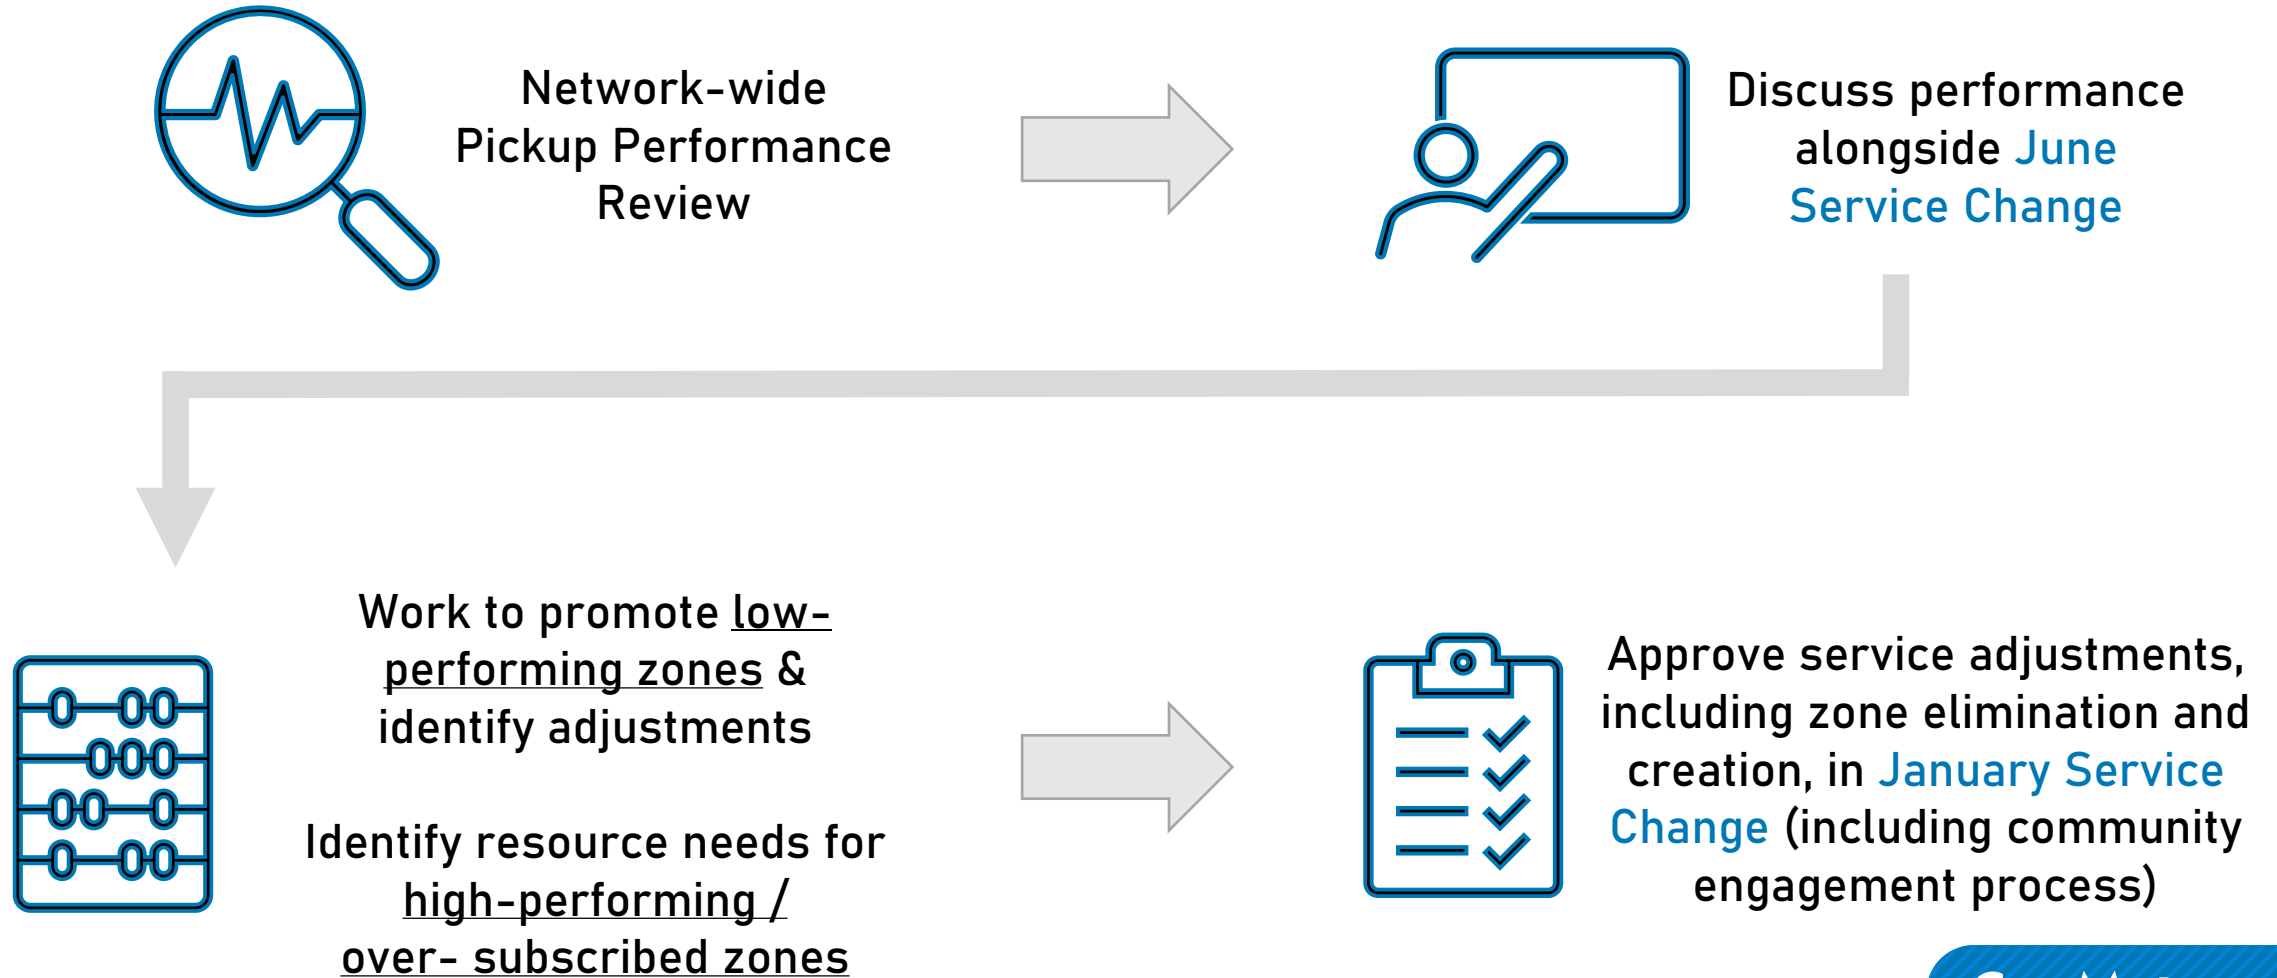 Network-wide
Pickup Performance
Review
Discuss performance
alongside June
Service Change
Work to promote low-
performing zones &
identify adjustments
Identify resource needs for
high-performing /
over- subscribed zones
Approve service adjustments,
including zone elimination and
creation, in January Service
Change (including community
engagement process)